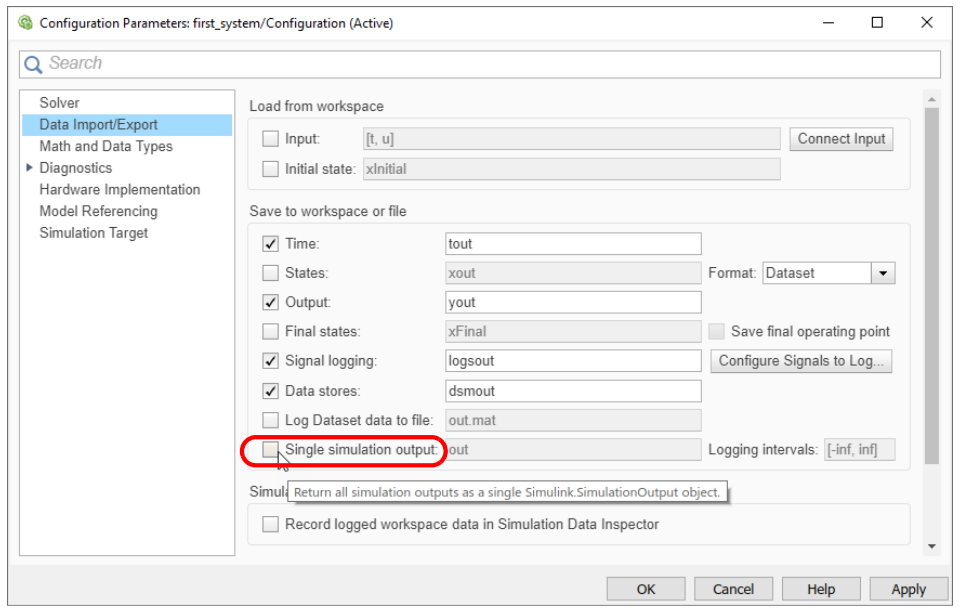 Configuration Parameters: first_system/Configuration (Active)
Search
Solver
Data Import/Export
Math and Data Types
Diagnostics
Hardware Implementation
Model Referencing
Simulation Target
Load from workspace
Input: [t, u] Connect Input
Initial state: xInitial
Save to workspace or file
Time: tout
States: xout Format: Dataset
Output: yout
Final states: xFinal Save final operating point
Signal logging: logsout Configure Signals to Log...
Data stores: dsmout
Log Dataset data to file: out.mat
Single simulation output: out Logging intervals: [-inf, inf]
Simula
Return all simulation outputs as a single Simulink.SimulationOutput object.
Record logged workspace data in Simulation Data Inspector
OK Cancel Help Apply